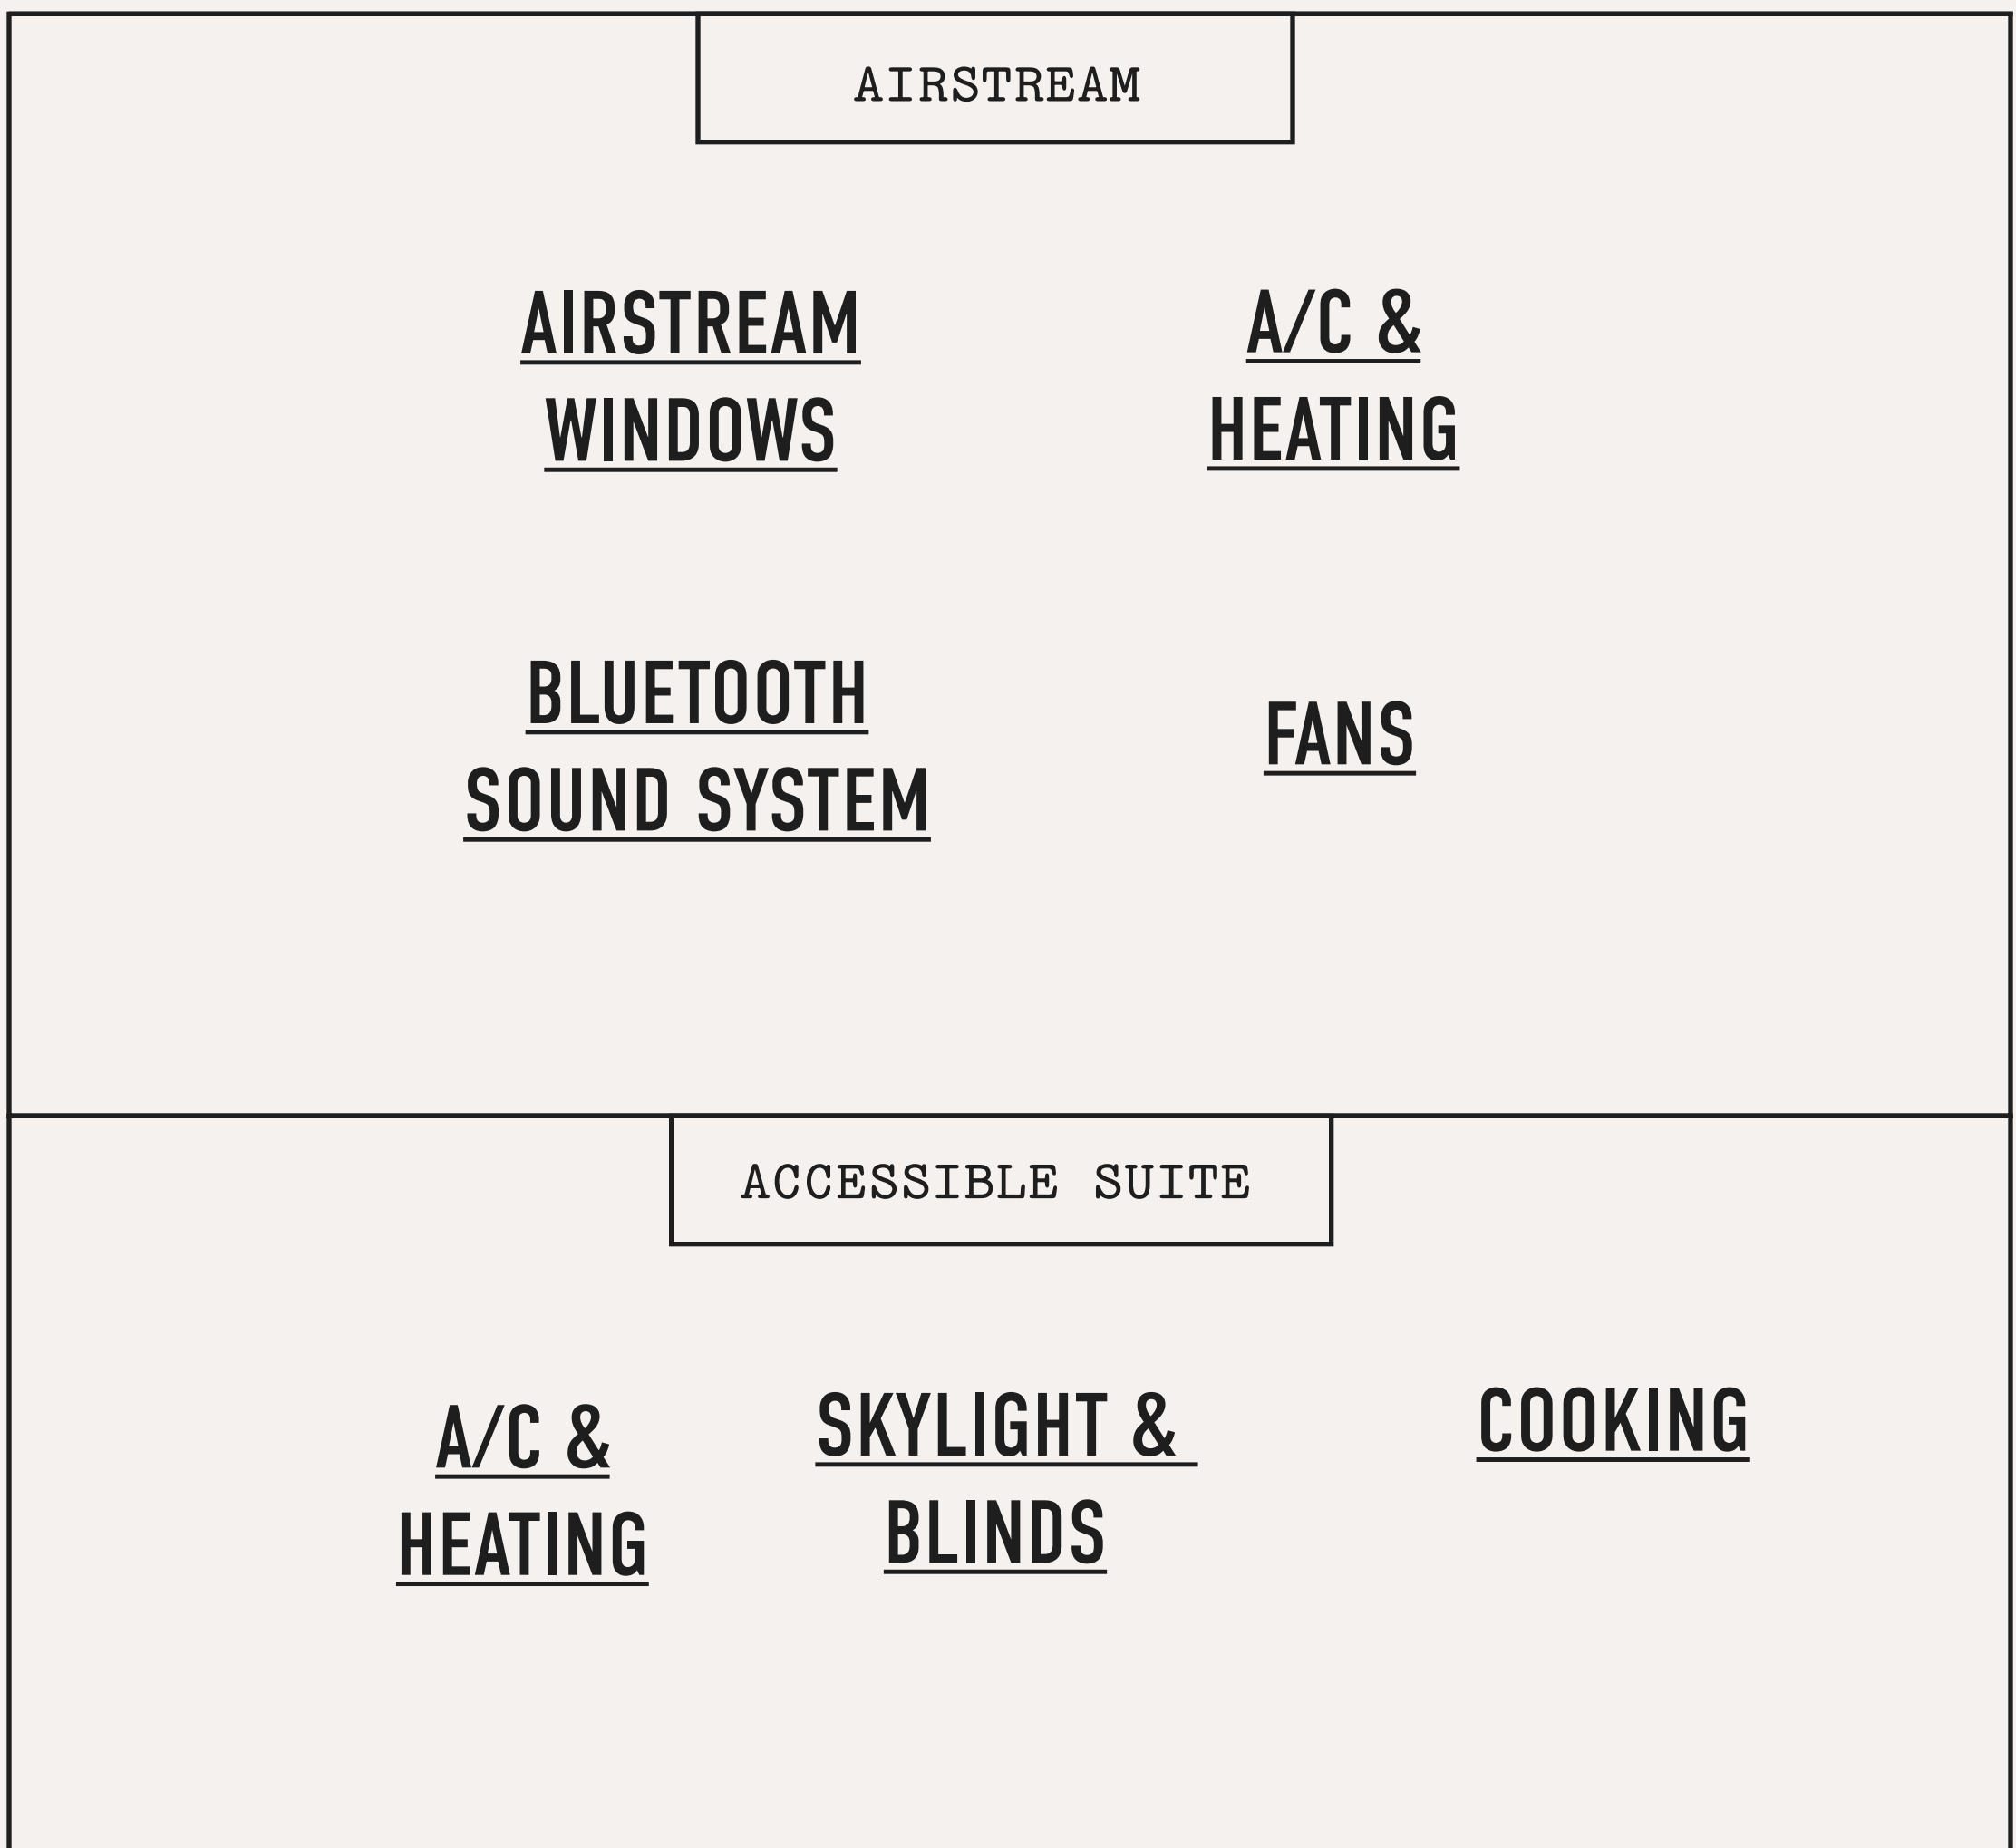 AIRSTREAM
AIRSTREAM
WINDOWS
A/C &
HEATING
BLUETOOTH
SOUND SYSTEM
FANS
ACCESSIBLE SUITE
A/C &
HEATING
SKYLIGHT &
BLINDS
COOKING